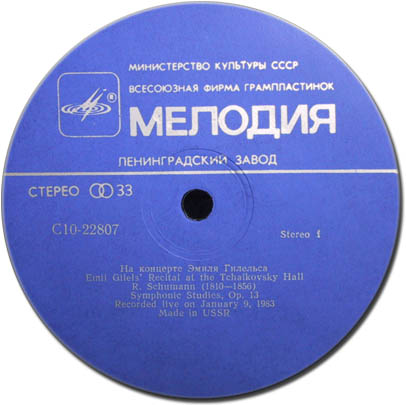 МИНИСТЕРСТВО КУЛЬТУРЫ СССР
ВСЕСОЮЗНАЯ ФИРМА ГРАМПЛАСТИНОК
МЕЛОДИЯ
ЛЕНИНГРАДСКИЙ ЗАВОД
СТЕРЕО 33
С10-22807
Stereo f
На концерте Эмиля Гилельса
Emil Gilels' Recital at the Tchaikovsky Hall
R. Schumann (1810—1856)
Symphonic Studies, Op. 13
Recorded live on January 9, 1983
Made in USSR